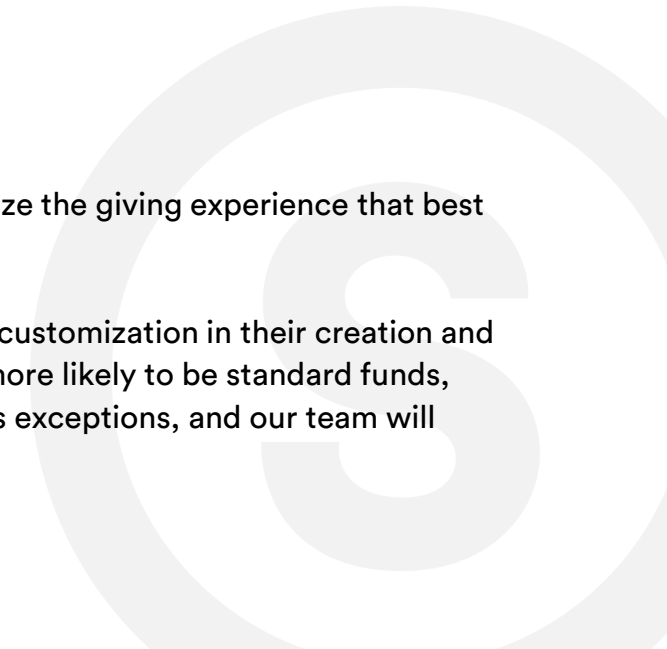 ze the giving experience that best
customization in their creation and
more likely to be standard funds,
s exceptions, and our team will
S